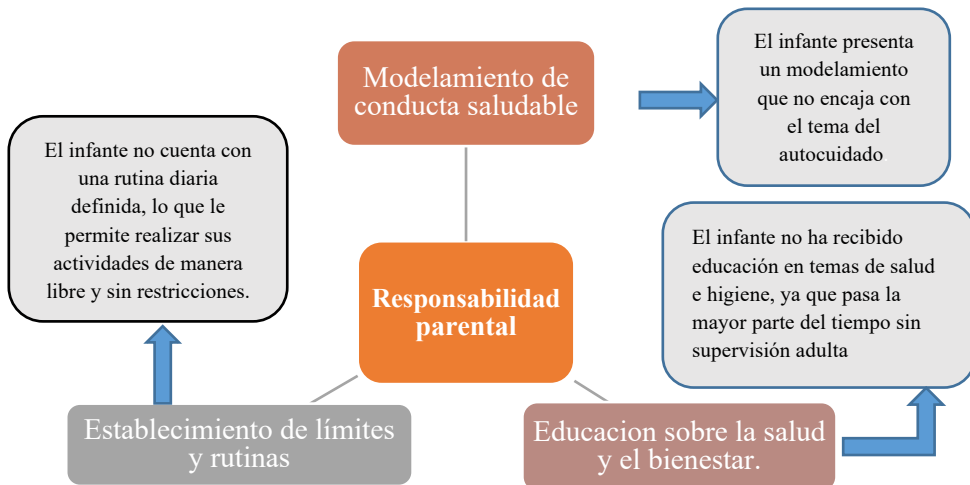 Modelamiento de
conducta saludable
El infante presenta
un modelamiento
que no encaja con
el tema del
autocuidado.
El infante no cuenta con
una rutina diaria
definida, lo que le
permite realizar sus
actividades de manera
libre y sin restricciones.
Responsabilidad
parental
El infante no ha recibido
educación en temas de salud
e higiene, ya que pasa la
mayor parte del tiempo sin
supervisión adulta
Establecimiento de límites
y rutinas
Educacion sobre la salud
y el bienestar.